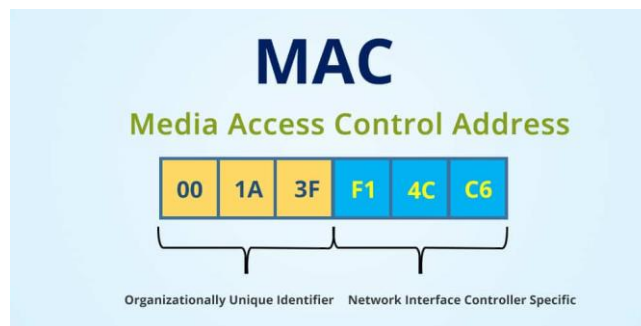 MAC
Media Access Control Address
00 1A 3F F1 4C C6
Organizationally Unique Identifier Network Interface Controller Specific